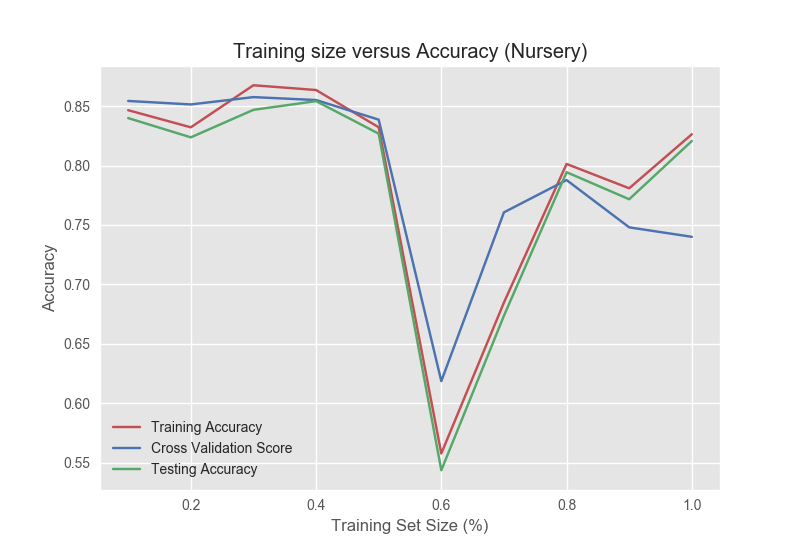 Training size versus Accuracy (Nursery)
0.85
0.80
0.75
0.70
0.65
0.60
0.55
Accuracy
Training Accuracy
Cross Validation Score
Testing Accuracy
0.2 0.4 0.6 0.8 1.0
Training Set Size (%)